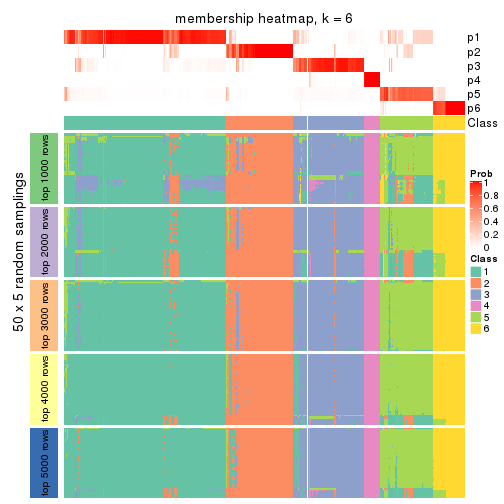 membership heatmap, k = 6
p1
p2
p3
p4
p5
p6
Class
50 x 5 random samplings
top 1000 rows
top 2000 rows
top 3000 rows
top 4000 rows
top 5000 rows
Prob
1
0.8
0.6
0.4
0.2
0
Class
1
2
3
4
5
6